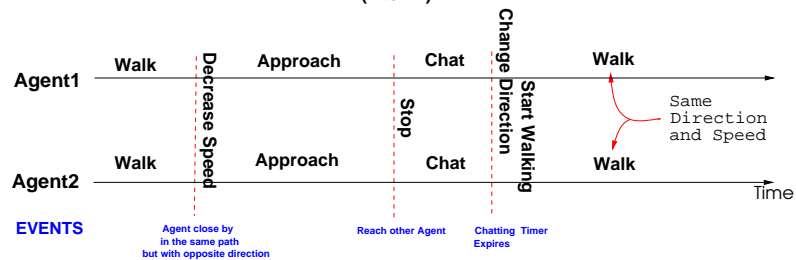 Walk
Approach
Chat
Walk
Agent1
Decrease Speed
Stop
Change Direction
Start Walking
Same
Direction
and Speed
Walk
Approach
Chat
Walk
Agent2
Time
EVENTS
Agent close by
in the same path
but with opposite direction
Reach other Agent
Chatting Timer
Expires